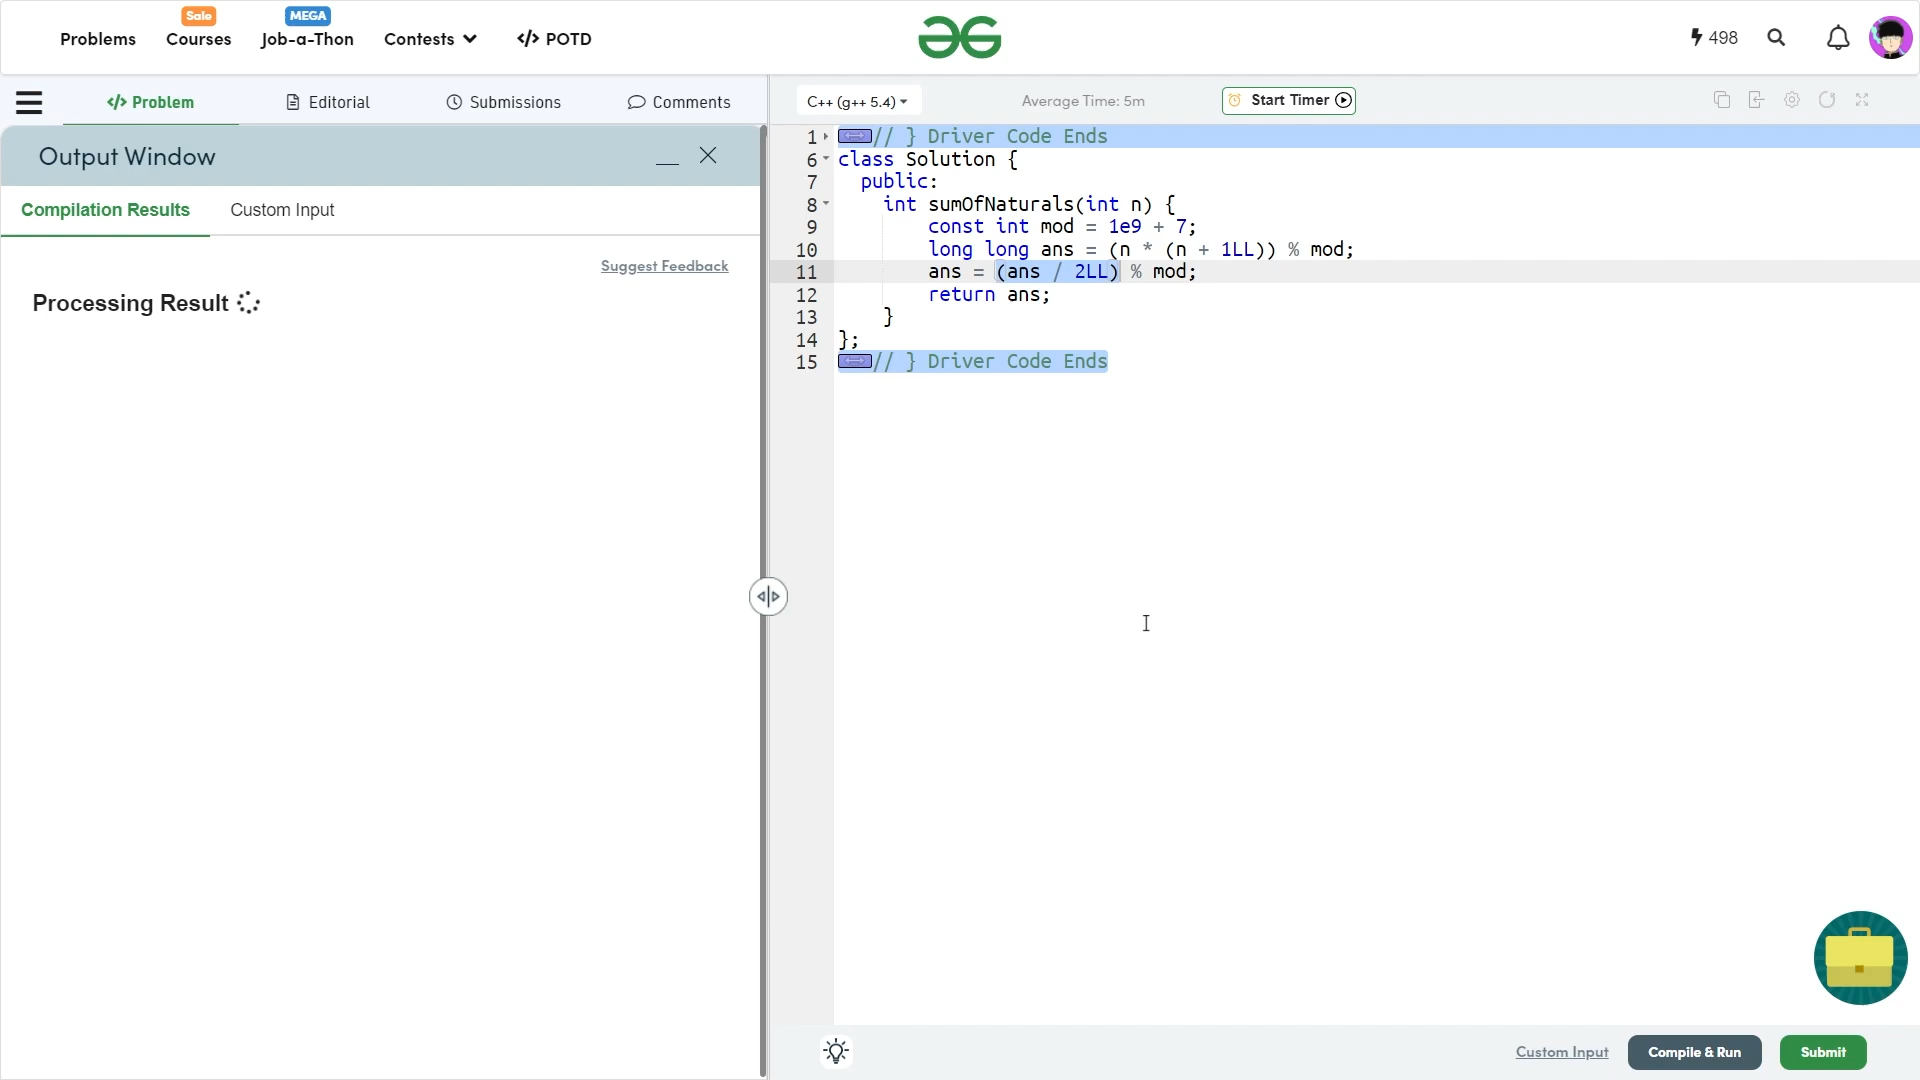 Sale
MEGA
Problems Courses Job-a-Thon Contests </> POTD
498
</> Problem Editorial Submissions Comments
C++ (g++ 5.4) Average Time: 5m Start Timer
Output Window
Compilation Results Custom Input
Suggest Feedback
Processing Result
1 // } Driver Code Ends
6 class Solution {
7 public:
8 int sumOfNaturals(int n) {
9 const int mod = 1e9 + 7;
10 long long ans = (n * (n + 1LL)) % mod;
11 ans = (ans / 2LL) % mod;
12 return ans;
13 }
14 };
15 // } Driver Code Ends
Custom Input Compile & Run Submit